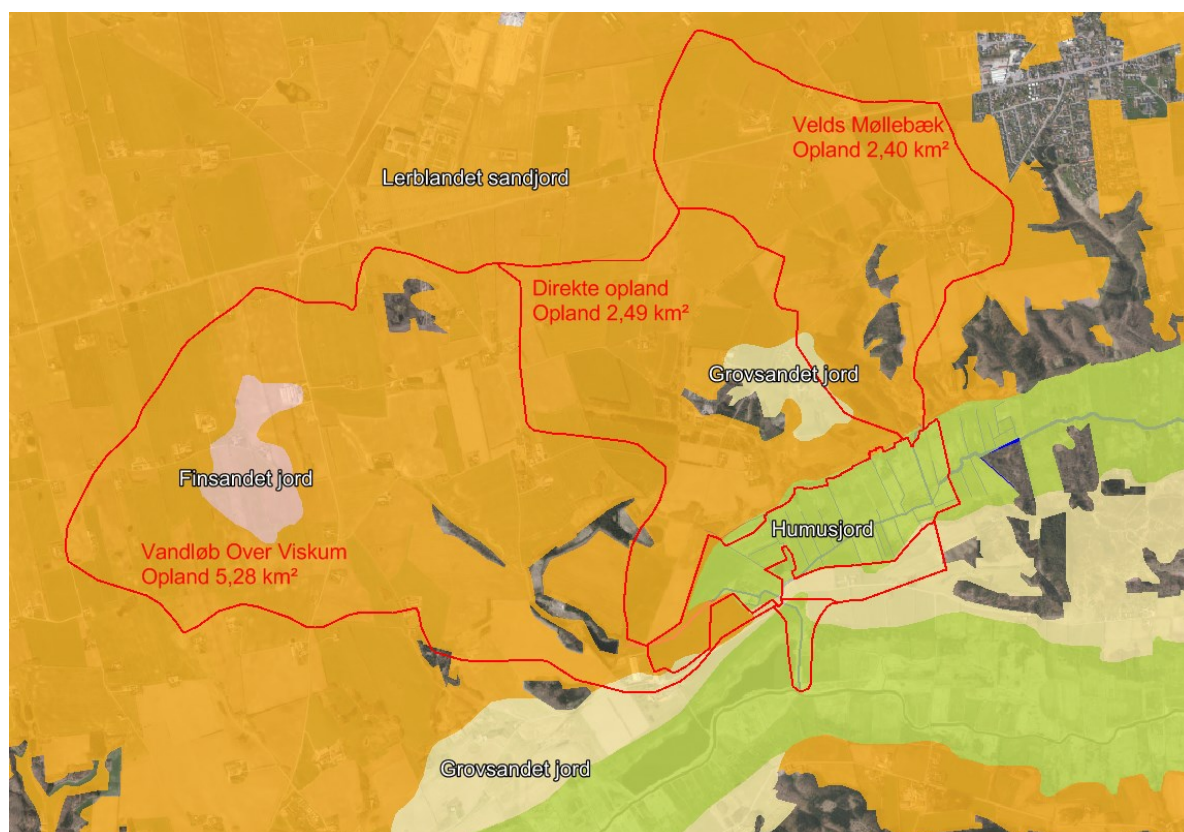 Velds Møllebæk
Opland 2,40 km²
Lerblandet sandjord
Direkte opland
Opland 2,49 km²
Grovsandet jord
Finsandet jord
Humusjord
Vandløb Over Viskum
Opland 5,28 km²
Grovsandet jord